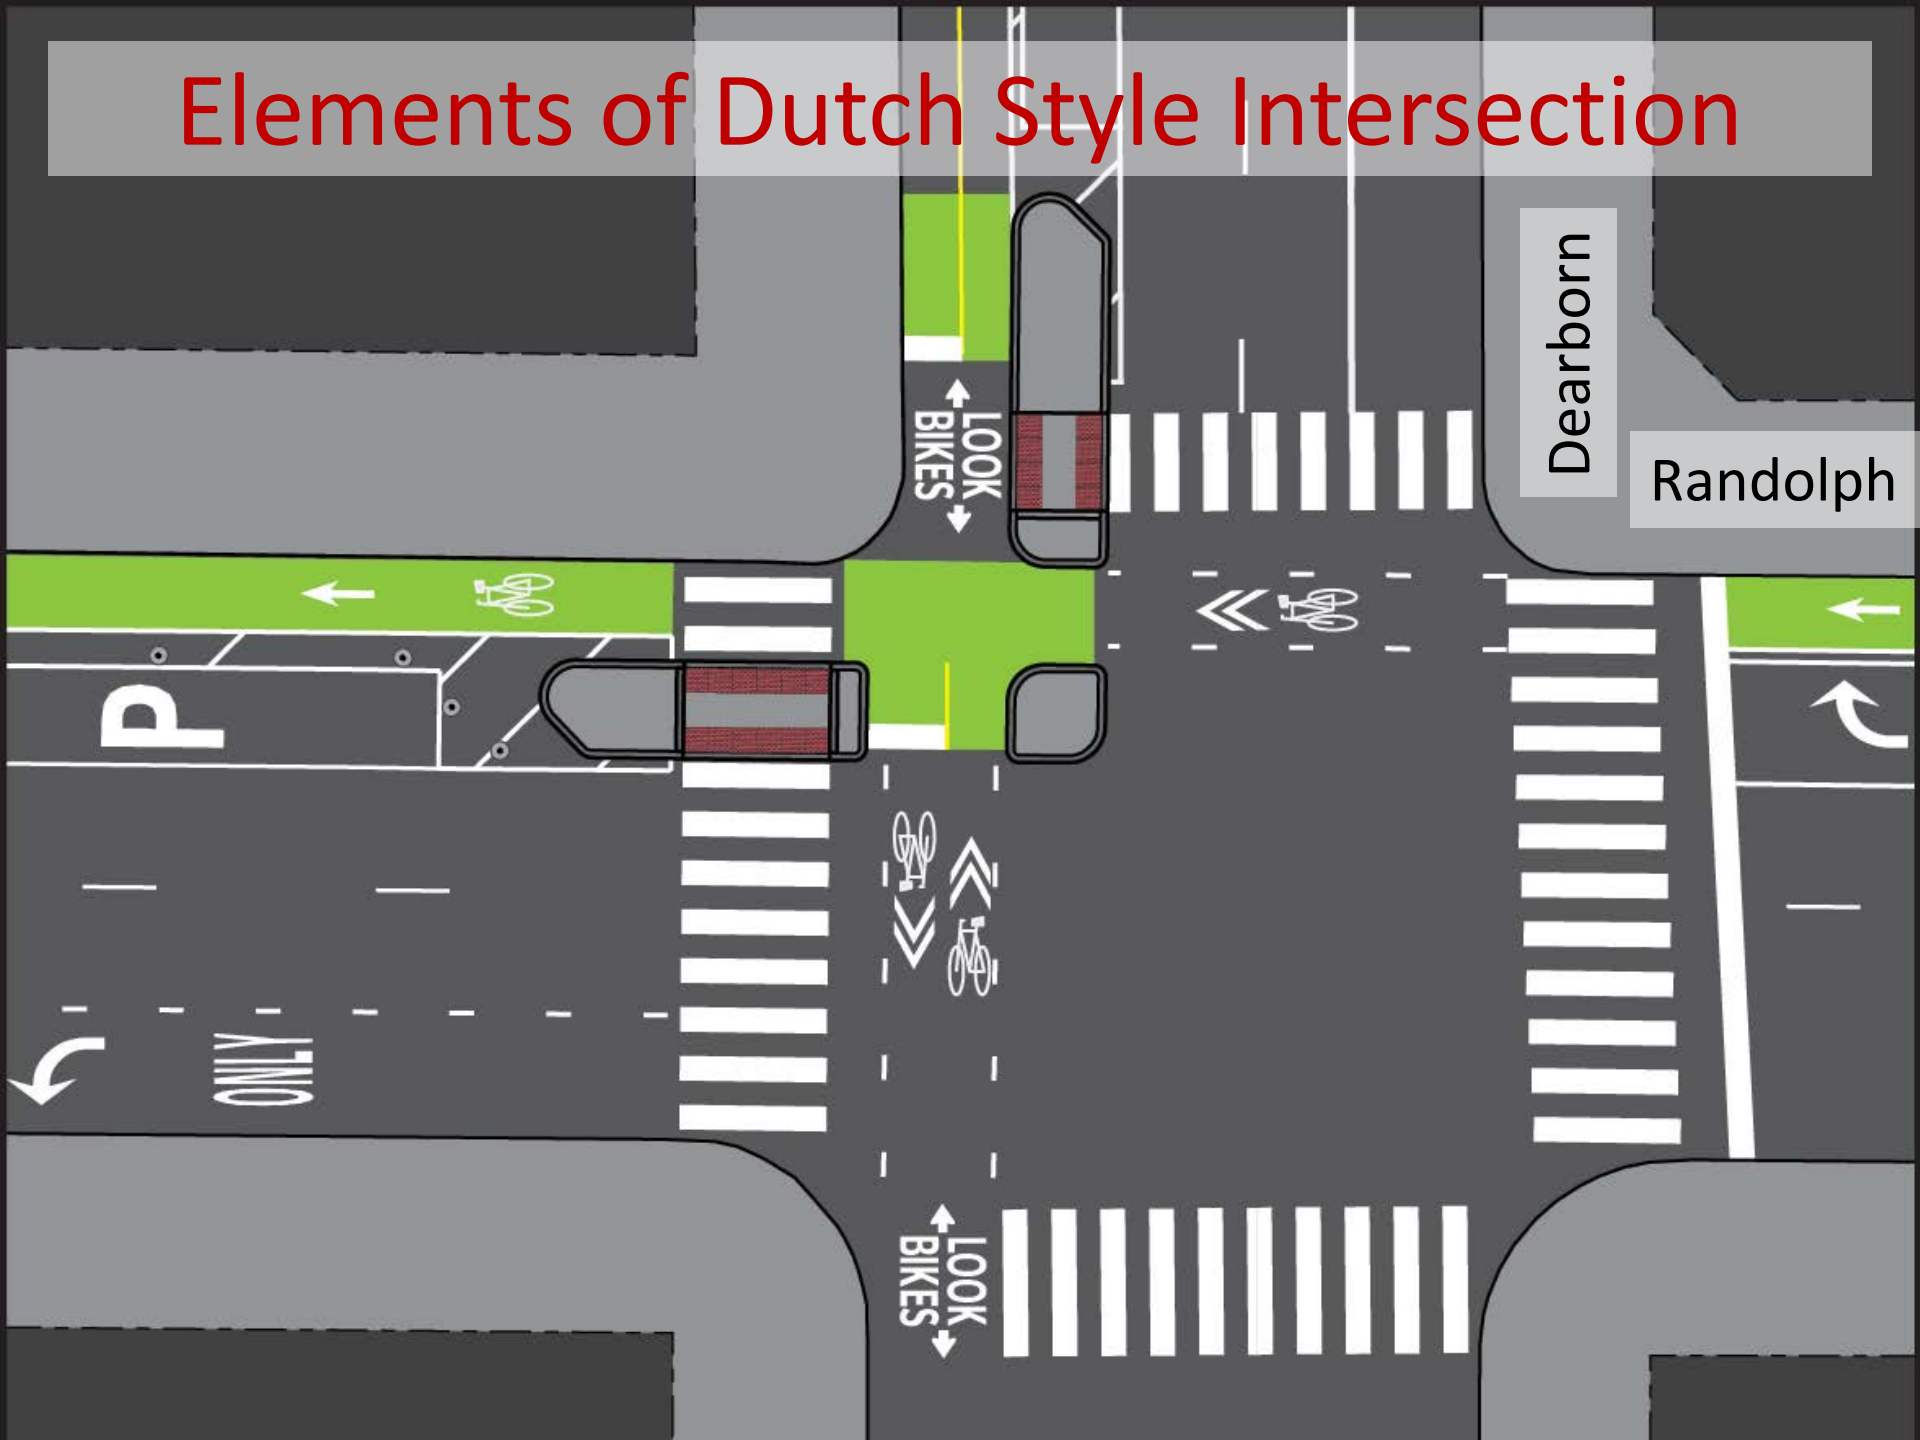 Elements of Dutch Style Intersection
Dearborn
Randolph
LOOK
BIKES
P
ONLY
LOOK
BIKES